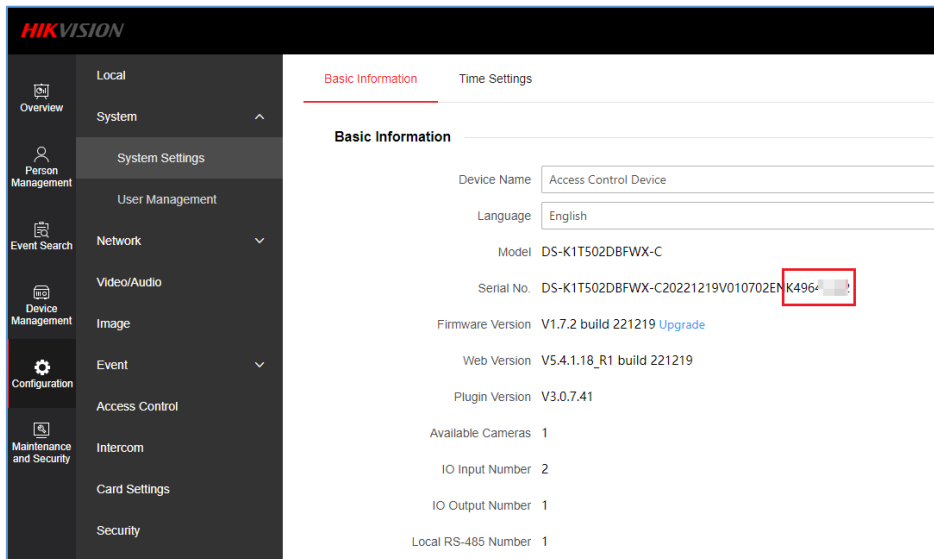 HIKVISION
Overview
Person
Management
Event Search
Device
Management
Configuration
Maintenance
and Security
Local
System
System Settings
User Management
Network
Video/Audio
Image
Event
Access Control
Intercom
Card Settings
Security
Basic Information
Time Settings
Basic Information
Device Name Access Control Device
Language English
Model DS-K1T502DBFWX-C
Serial No. DS-K1T502DBFWX-C20221219V010702ENK496
Firmware Version V1.7.2 build 221219 Upgrade
Web Version V5.4.1.18_R1 build 221219
Plugin Version V3.0.7.41
Available Cameras 1
IO Input Number 2
IO Output Number 1
Local RS-485 Number 1